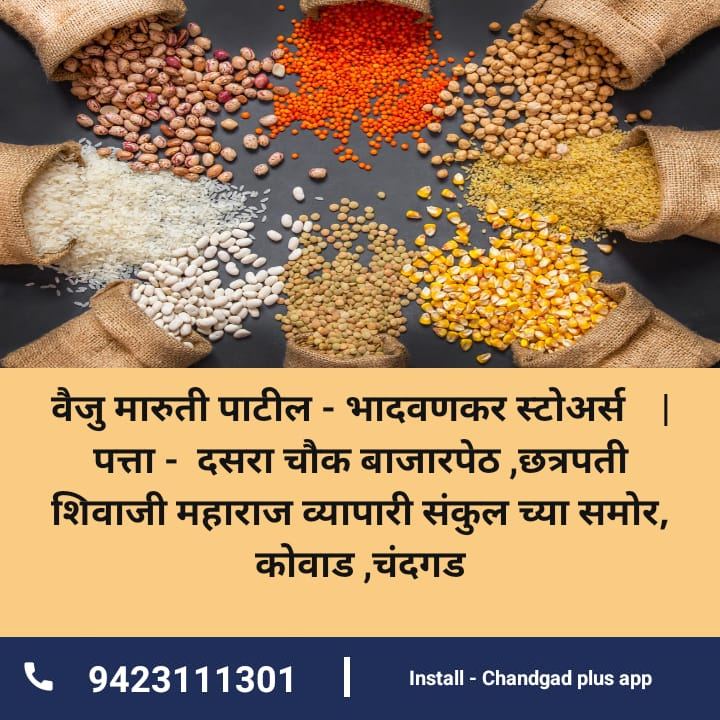 वैजु मारुती पाटील - भादवणकर स्टोअर्स |
पत्ता - दसरा चौक बाजारपेठ ,छत्रपती
शिवाजी महाराज व्यापारी संकुल च्या समोर,
कोवाड ,चंदगड
9423111301 | Install - Chandgad plus app